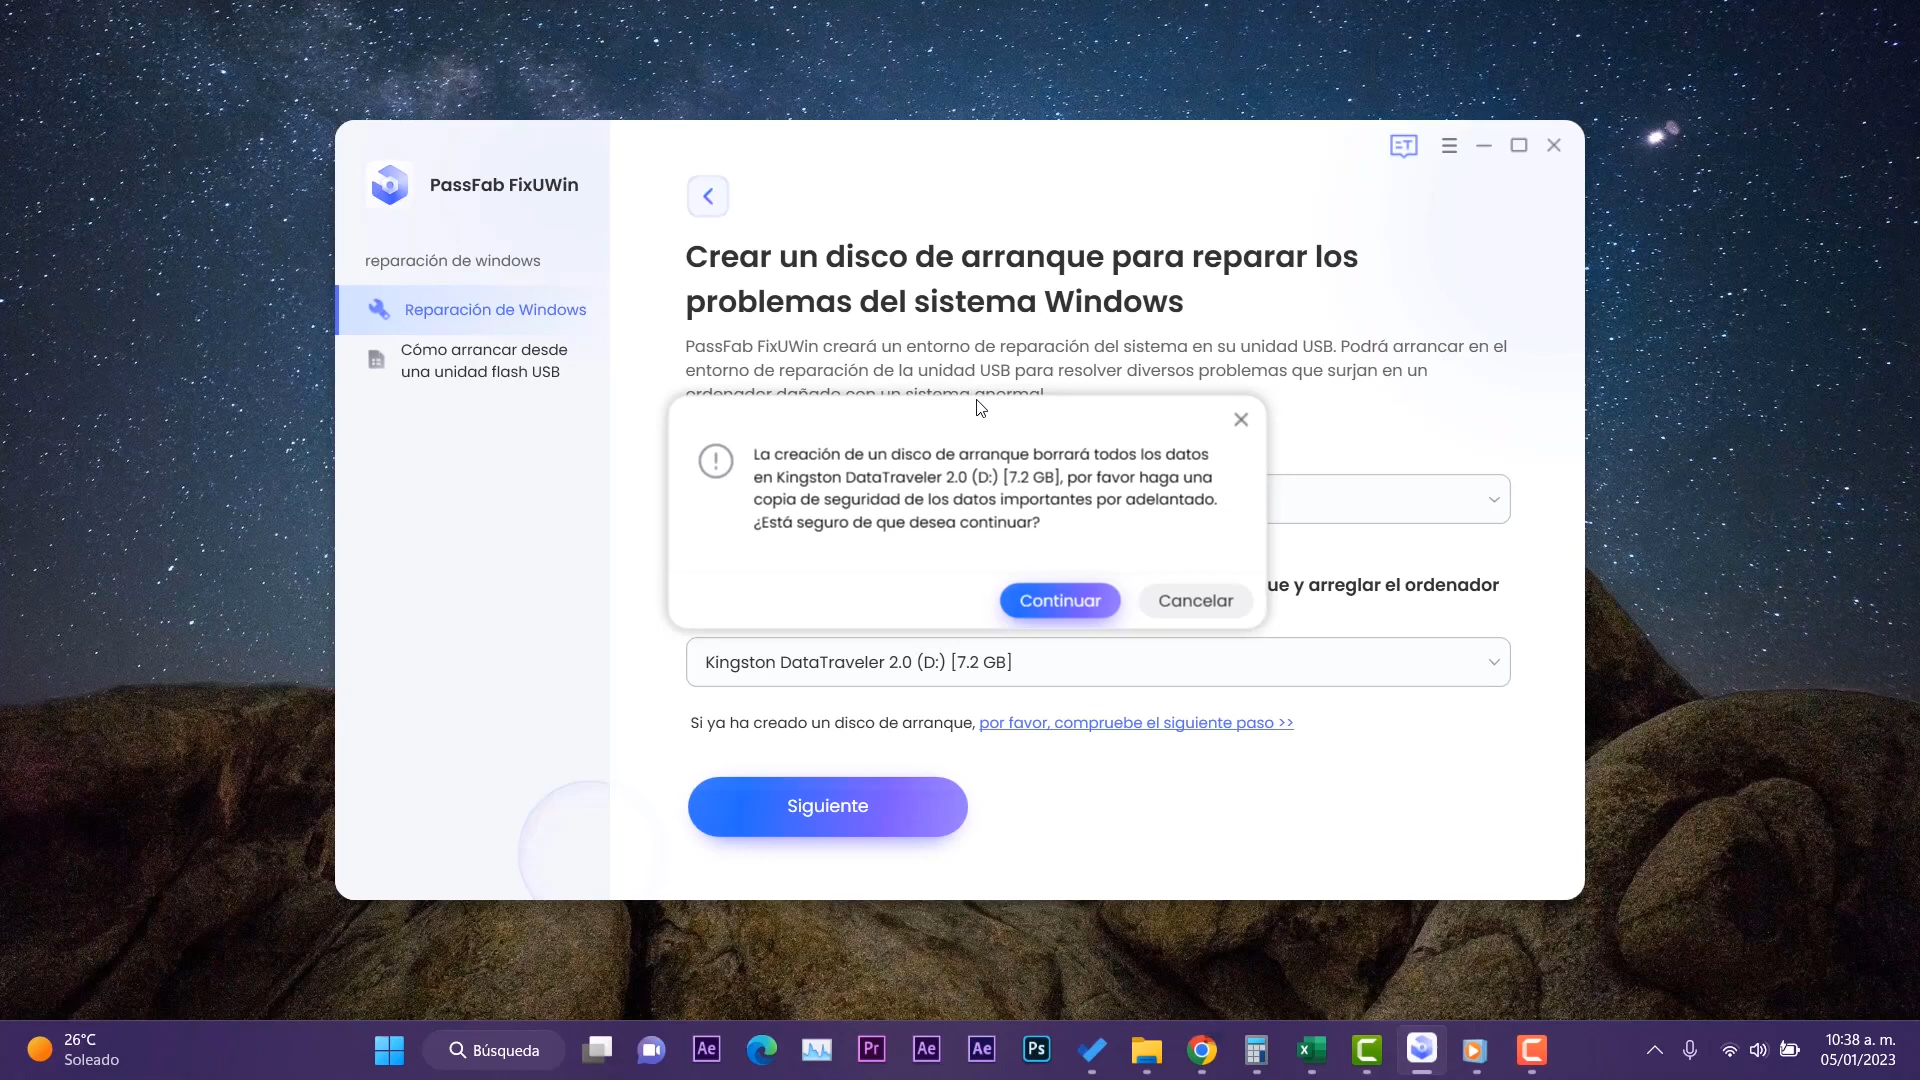 PassFab FixUWin
reparación de windows
Reparación de Windows
Cómo arrancar desde
una unidad flash USB
Crear un disco de arranque para reparar los
problemas del sistema Windows
PassFab FixUWin creará un entorno de reparación del sistema en su unidad USB. Podrá arrancar en el
entorno de reparación de la unidad USB para resolver diversos problemas que surjan en un
ordenador dañado con un sistema anormal
La creación de un disco de arranque borrará todos los datos
en Kingston DataTraveler 2.0 (D:) [7.2 GB], por favor haga una
copia de seguridad de los datos importantes por adelantado.
¿Está seguro de que desea continuar?
Continuar
Cancelar
ue y arreglar el ordenador
Kingston DataTraveler 2.0 (D:) [7.2 GB]
Si ya ha creado un disco de arranque, por favor, compruebe el siguiente paso >>
Siguiente
26°C
Soleado
Búsqueda
Ae
Pr
Ae
Ae
Ps
10:38 a. m.
05/01/2023